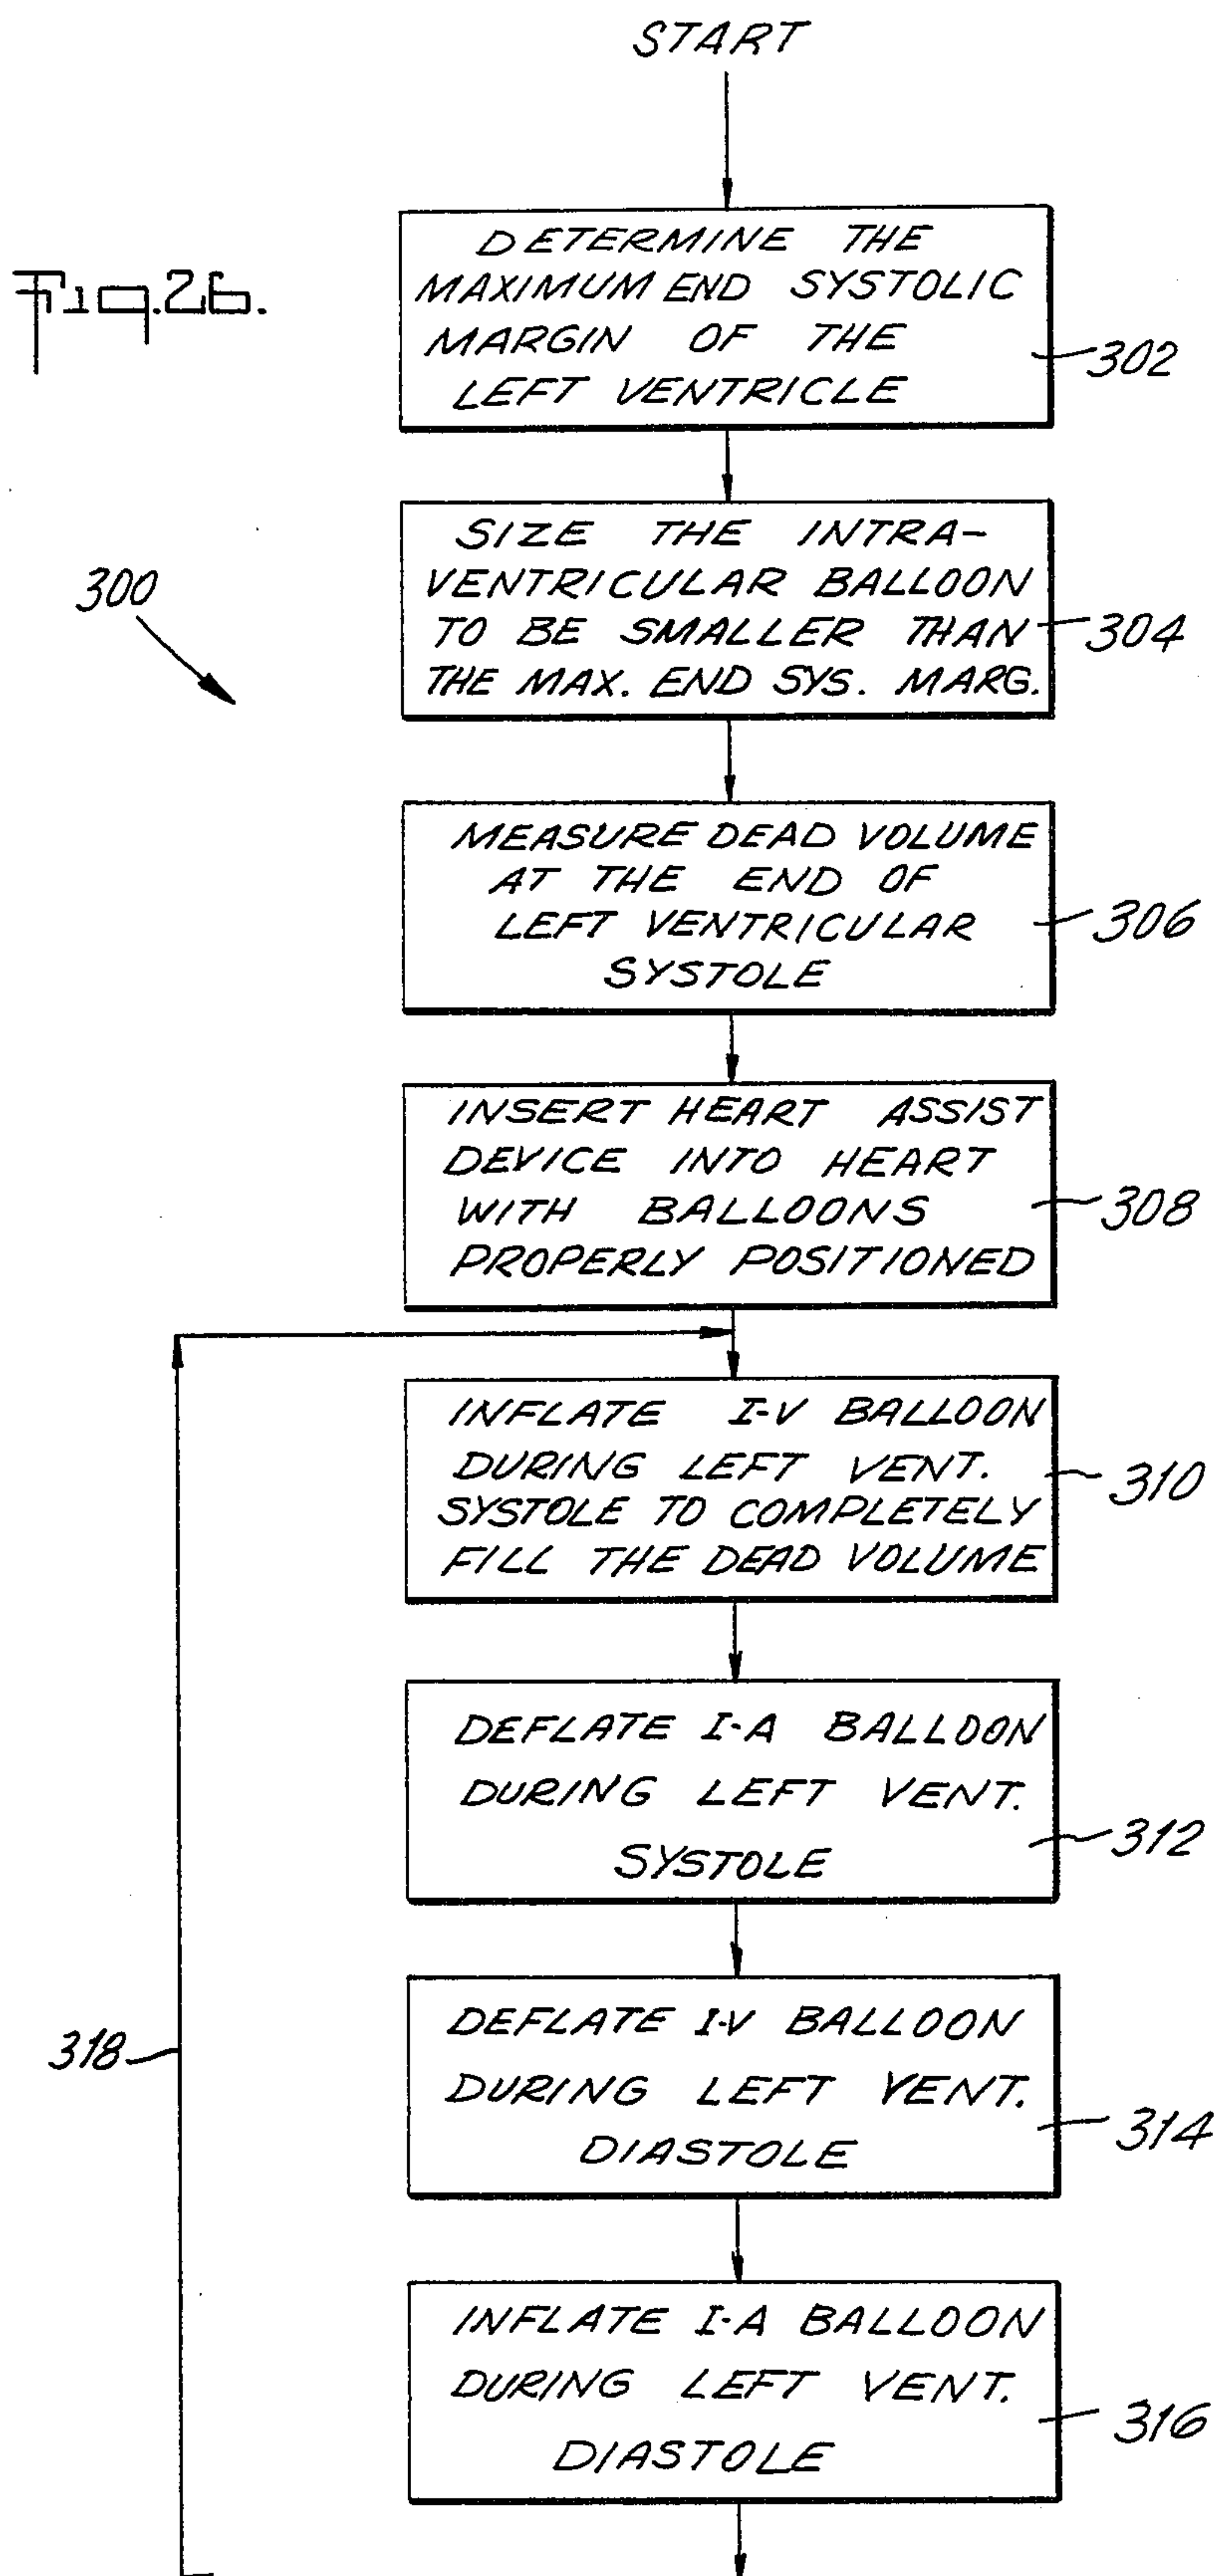 START
Fig. 26.
DETERMINE THE
MAXIMUM END SYSTOLIC
MARGIN OF THE
LEFT VENTRICLE
302
300
SIZE THE INTRA-
VENTRICULAR BALLOON
TO BE SMALLER THAN
THE MAX. END SYS. MARG.
304
MEASURE DEAD VOLUME
AT THE END OF
LEFT VENTRICULAR
SYSTOLE
306
INSERT HEART ASSIST
DEVICE INTO HEART
WITH BALLOONS
PROPERLY POSITIONED
308
INFLATE I-V BALLOON
DURING LEFT VENT.
SYSTOLE TO COMPLETELY
FILL THE DEAD VOLUME
310
DEFLATE I-A BALLOON
DURING LEFT VENT.
SYSTOLE
312
DEFLATE I-V BALLOON
DURING LEFT VENT.
DIASTOLE
314
318
INFLATE I-A BALLOON
DURING LEFT VENT.
DIASTOLE
316